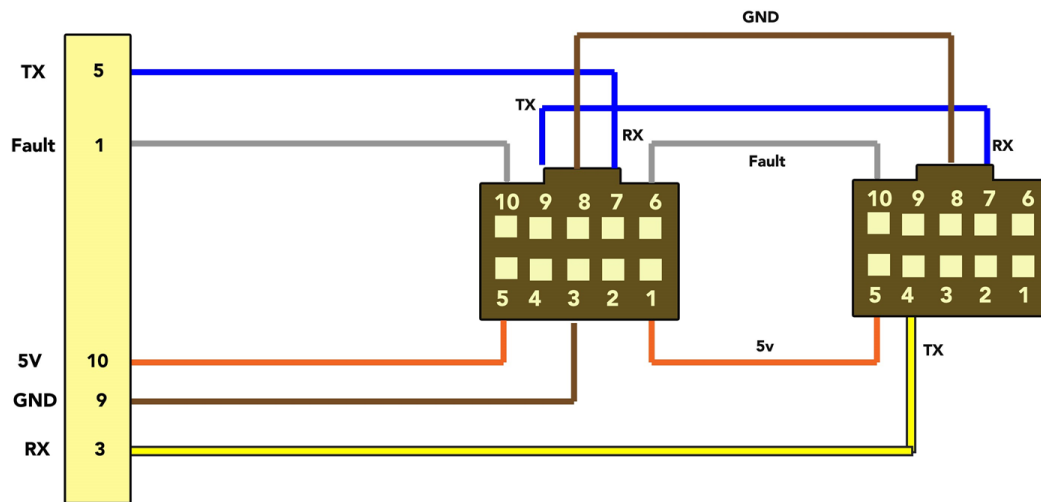 GND
TX 5
TX
RX
RX
Fault 1
Fault
10 9 8 7 6
10 9 8 7 6
5 4 3 2 1
5 4 3 2 1
5V 10
5v
TX
GND 9
RX 3